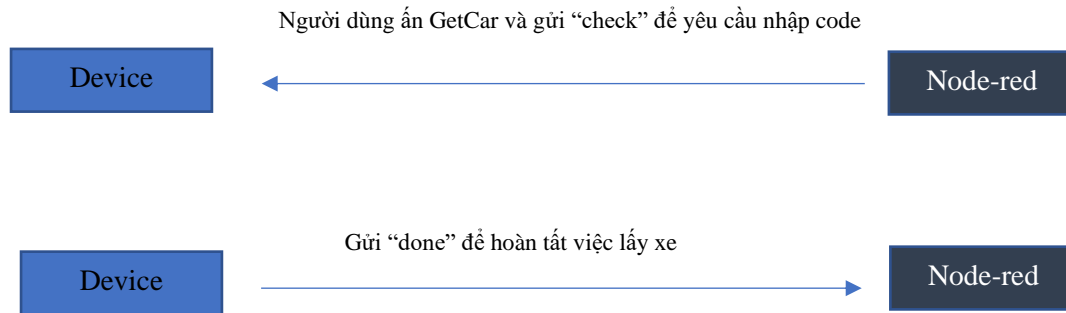 Người dùng ấn GetCar và gửi “check” để yêu cầu nhập code
Device
Node-red
Gửi “done” để hoàn tất việc lấy xe
Device
Node-red